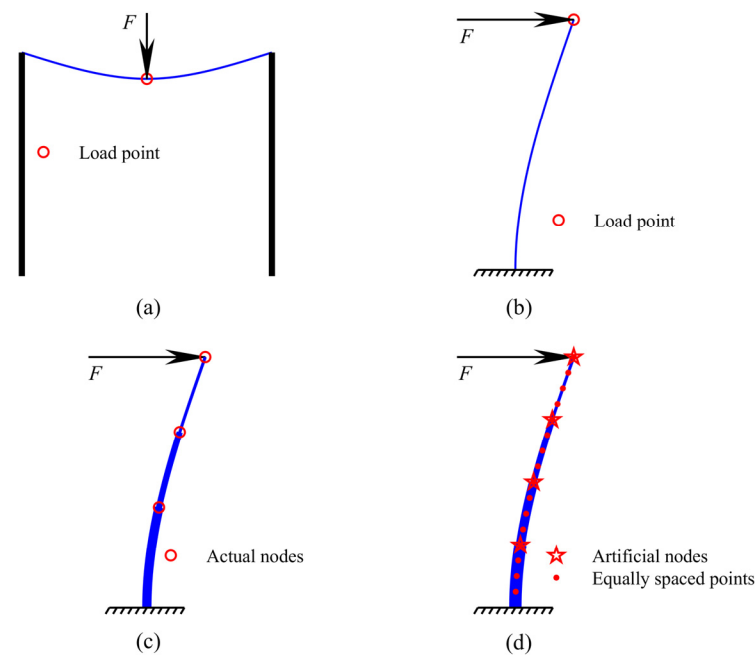 F
Load point
(a)
F
Load point
(b)
F
Actual nodes
(c)
F
Artificial nodes
Equally spaced points
(d)